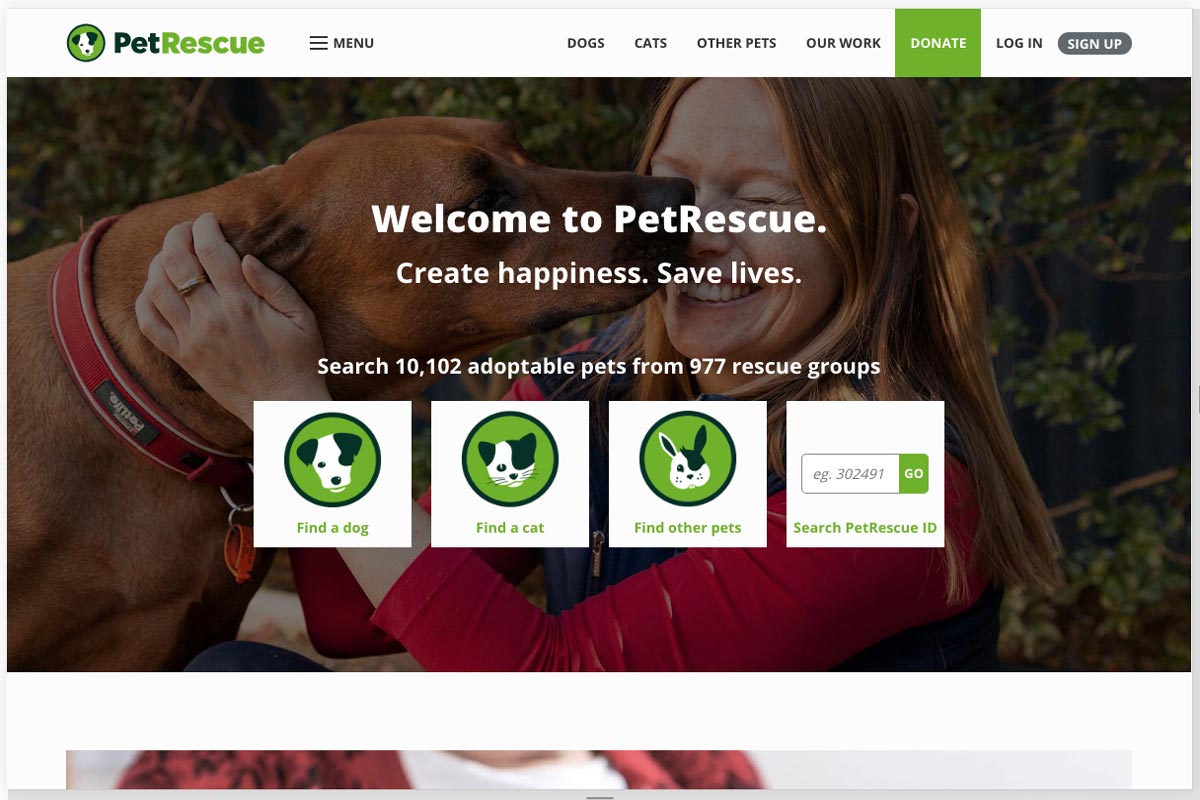 PetRescue
MENU
DOGS
CATS
OTHER PETS
OUR WORK
DONATE
LOG IN
SIGN UP
Welcome to PetRescue.
Create happiness. Save lives.
Search 10,102 adoptable pets from 977 rescue groups
Petlife
eg. 302491
GO
Find a dog
Find a cat
Find other pets
Search PetRescue ID